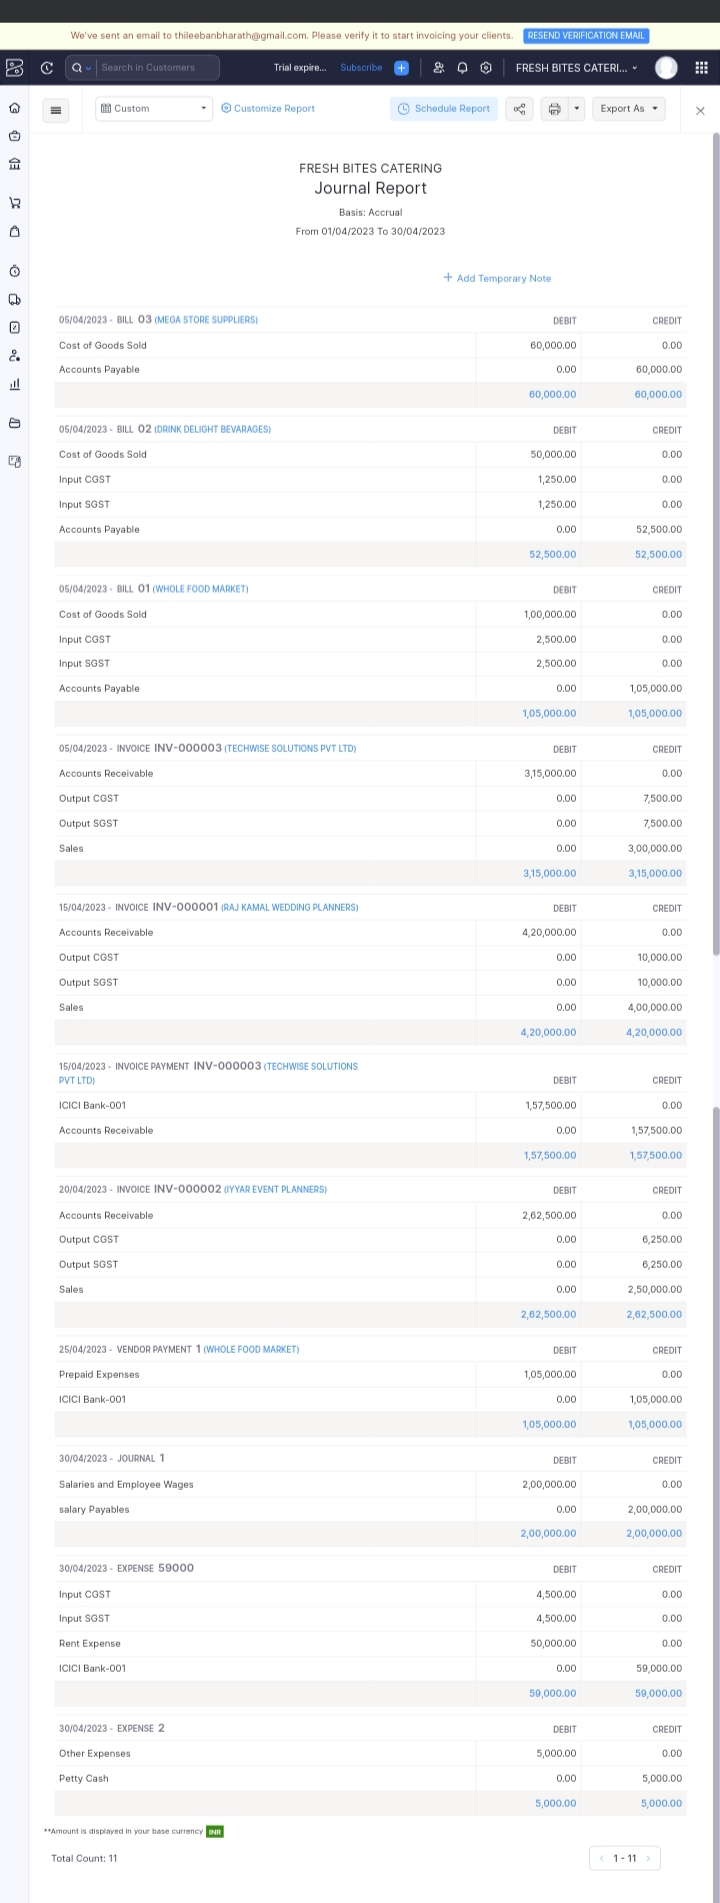 We've sent an email to thileebanbharath@gmail.com. Please verify it to start invoicing your clients. RESEND VERIFICATION EMAIL
Search in Customers Trial expire... Subscribe FRESH BITES CATERI...
Custom Customize Report Schedule Report Export As
FRESH BITES CATERING
Journal Report
Basis: Accrual
From 01/04/2023 To 30/04/2023
+ Add Temporary Note
05/04/2023 - BILL 03 (MEGA STORE SUPPLIERS) DEBIT CREDIT
Cost of Goods Sold 60,000.00 0.00
Accounts Payable 0.00 60,000.00
60,000.00 60,000.00
05/04/2023 - BILL 02 (DRINK DELIGHT BEVARAGES) DEBIT CREDIT
Cost of Goods Sold 50,000.00 0.00
Input CGST 1,250.00 0.00
Input SGST 1,250.00 0.00
Accounts Payable 0.00 52,500.00
52,500.00 52,500.00
05/04/2023 - BILL 01 (WHOLE FOOD MARKET) DEBIT CREDIT
Cost of Goods Sold 1,00,000.00 0.00
Input CGST 2,500.00 0.00
Input SGST 2,500.00 0.00
Accounts Payable 0.00 1,05,000.00
1,05,000.00 1,05,000.00
05/04/2023 - INVOICE INV-000003 (TECHWISE SOLUTIONS PVT LTD) DEBIT CREDIT
Accounts Receivable 3,15,000.00 0.00
Output CGST 0.00 7,500.00
Output SGST 0.00 7,500.00
Sales 0.00 3,00,000.00
3,15,000.00 3,15,000.00
15/04/2023 - INVOICE INV-000001 (RAJ KAMAL WEDDING PLANNERS) DEBIT CREDIT
Accounts Receivable 4,20,000.00 0.00
Output CGST 0.00 10,000.00
Output SGST 0.00 10,000.00
Sales 0.00 4,00,000.00
4,20,000.00 4,20,000.00
15/04/2023 - INVOICE PAYMENT INV-000003 (TECHWISE SOLUTIONS
PVT LTD) DEBIT CREDIT
ICICI Bank-001 1,57,500.00 0.00
Accounts Receivable 0.00 1,57,500.00
1,57,500.00 1,57,500.00
20/04/2023 - INVOICE INV-000002 (IYYAR EVENT PLANNERS) DEBIT CREDIT
Accounts Receivable 2,62,500.00 0.00
Output CGST 0.00 6,250.00
Output SGST 0.00 6,250.00
Sales 0.00 2,50,000.00
2,62,500.00 2,62,500.00
25/04/2023 - VENDOR PAYMENT 1 (WHOLE FOOD MARKET) DEBIT CREDIT
Prepaid Expenses 1,05,000.00 0.00
ICICI Bank-001 0.00 1,05,000.00
1,05,000.00 1,05,000.00
30/04/2023 - JOURNAL 1 DEBIT CREDIT
Salaries and Employee Wages 2,00,000.00 0.00
salary Payables 0.00 2,00,000.00
2,00,000.00 2,00,000.00
30/04/2023 - EXPENSE 59000 DEBIT CREDIT
Input CGST 4,500.00 0.00
Input SGST 4,500.00 0.00
Rent Expense 50,000.00 0.00
ICICI Bank-001 0.00 59,000.00
59,000.00 59,000.00
30/04/2023 - EXPENSE 2 DEBIT CREDIT
Other Expenses 5,000.00 0.00
Petty Cash 0.00 5,000.00
5,000.00 5,000.00
**Amount is displayed in your base currency INR
Total Count: 11 1 - 11